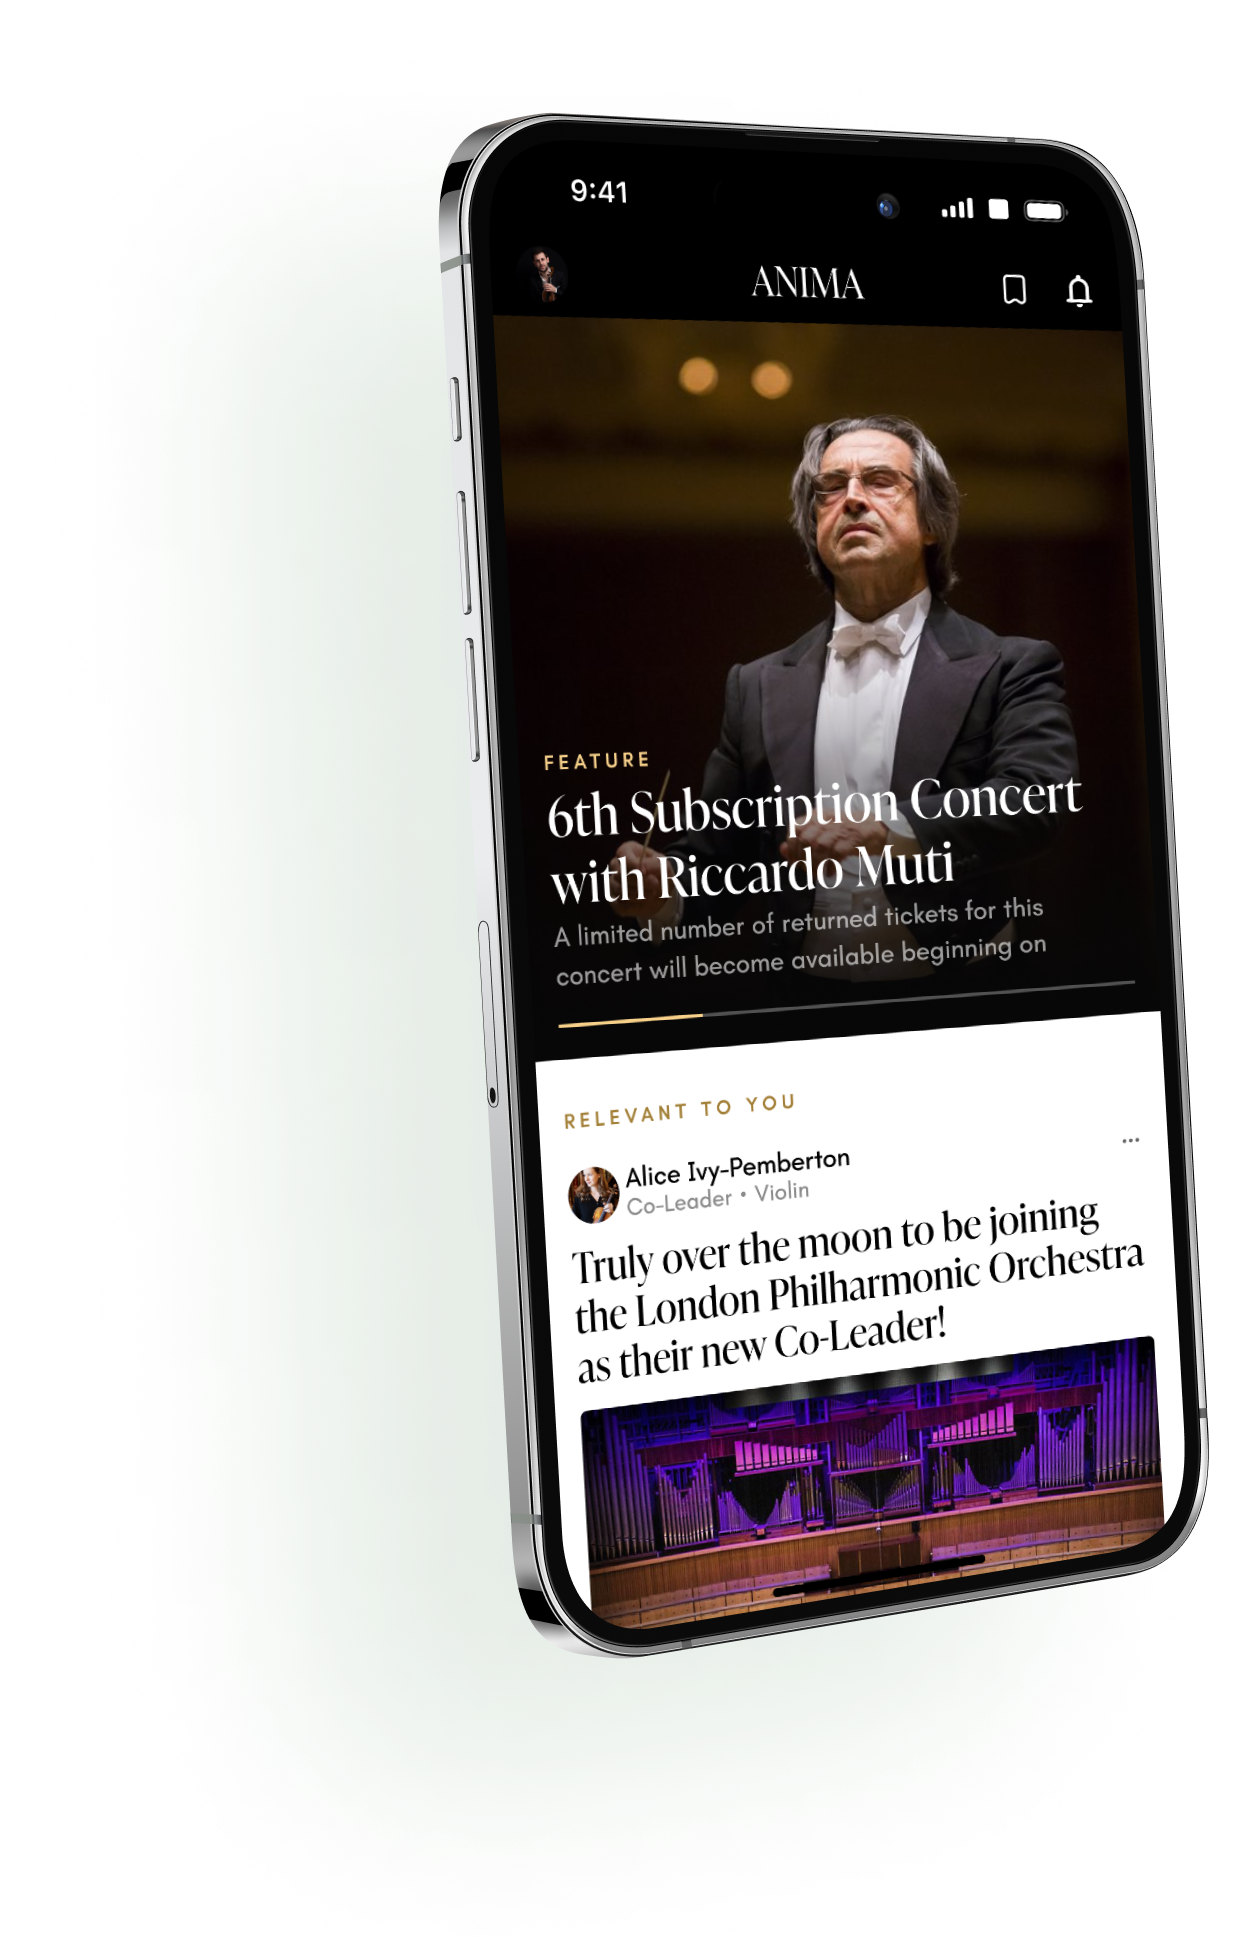 9:41
ANIMA
FEATURE
6th Subscription Concert
with Riccardo Muti
A limited number of returned tickets for this
concert will become available beginning on
RELEVANT TO YOU
Alice Ivy-Pemberton
Co-Leader • Violin
Truly over the moon to be joining
the London Philharmonic Orchestra
as their new Co-Leader!